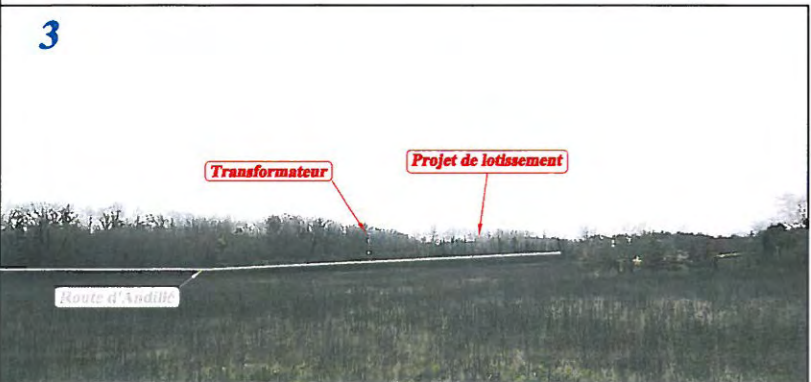 3
Transformateur
Projet de lotissement
Route d'Andillé